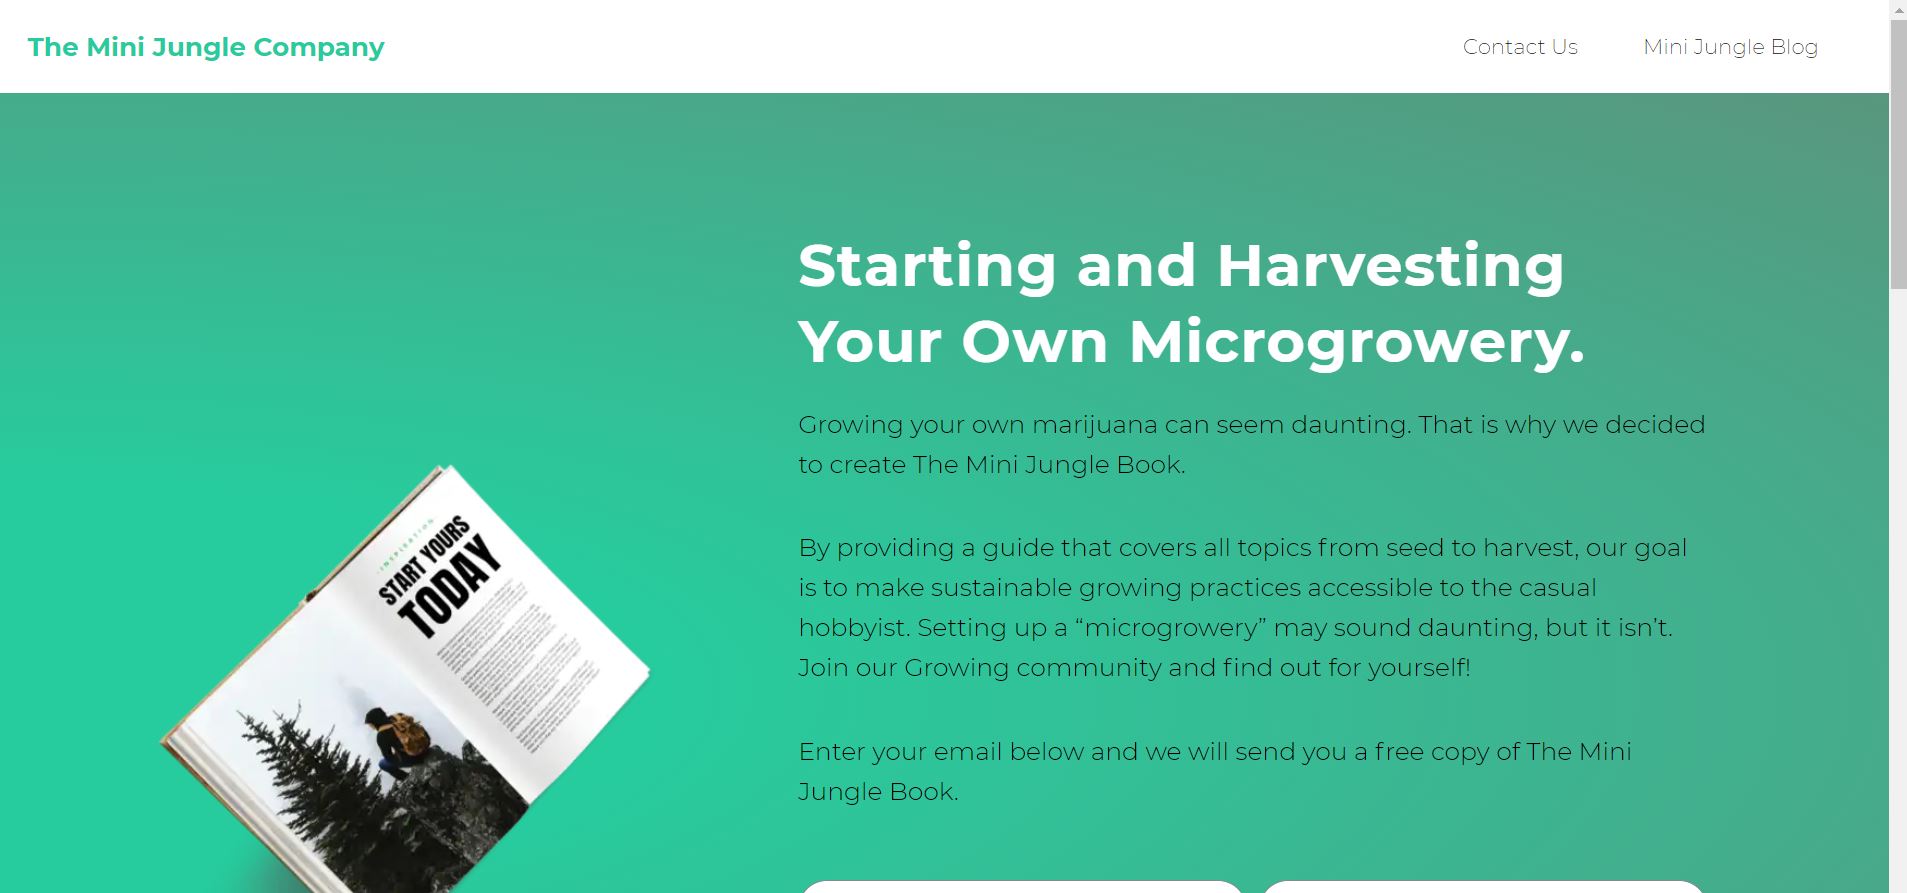 The Mini Jungle Company
Contact Us
Mini Jungle Blog
Starting and Harvesting
Your Own Microgrowery.
Growing your own marijuana can seem daunting. That is why we decided
to create The Mini Jungle Book.
By providing a guide that covers all topics from seed to harvest, our goal
is to make sustainable growing practices accessible to the casual
hobbyist. Setting up a “microgrowery” may sound daunting, but it isn’t.
Join our Growing community and find out for yourself!
Enter your email below and we will send you a free copy of The Mini
Jungle Book.
INSPIRATION
START YOURS
TODAY